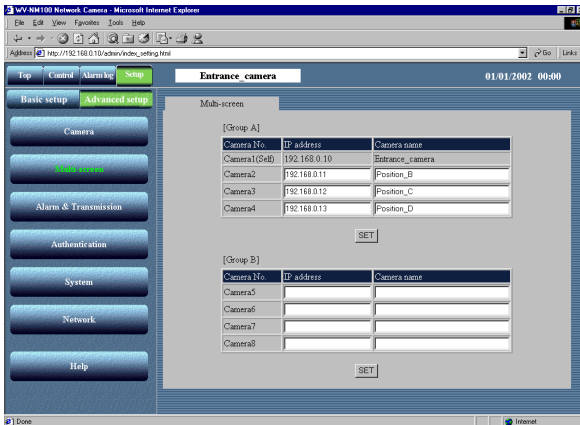 WV-NM100 Network Camera - Microsoft Internet Explorer
File Edit View Favorites Tools Help
Address http://192.168.0.10/admin/index_setting.html Go Links
Top Control Alarm log Setup Entrance_camera 01/01/2002 00:00
Basic setup Advanced setup
Camera
Multi-screen
Alarm & Transmission
Authentication
System
Network
Help
Multi-screen
[Group A]
Camera No. IP address Camera name
Camera1(Self) 192.168.0.10 Entrance_camera
Camera2 192.168.0.11 Position_B
Camera3 192.168.0.12 Position_C
Camera4 192.168.0.13 Position_D
SET
[Group B]
Camera No. IP address Camera name
Camera5
Camera6
Camera7
Camera8
SET
Done Internet